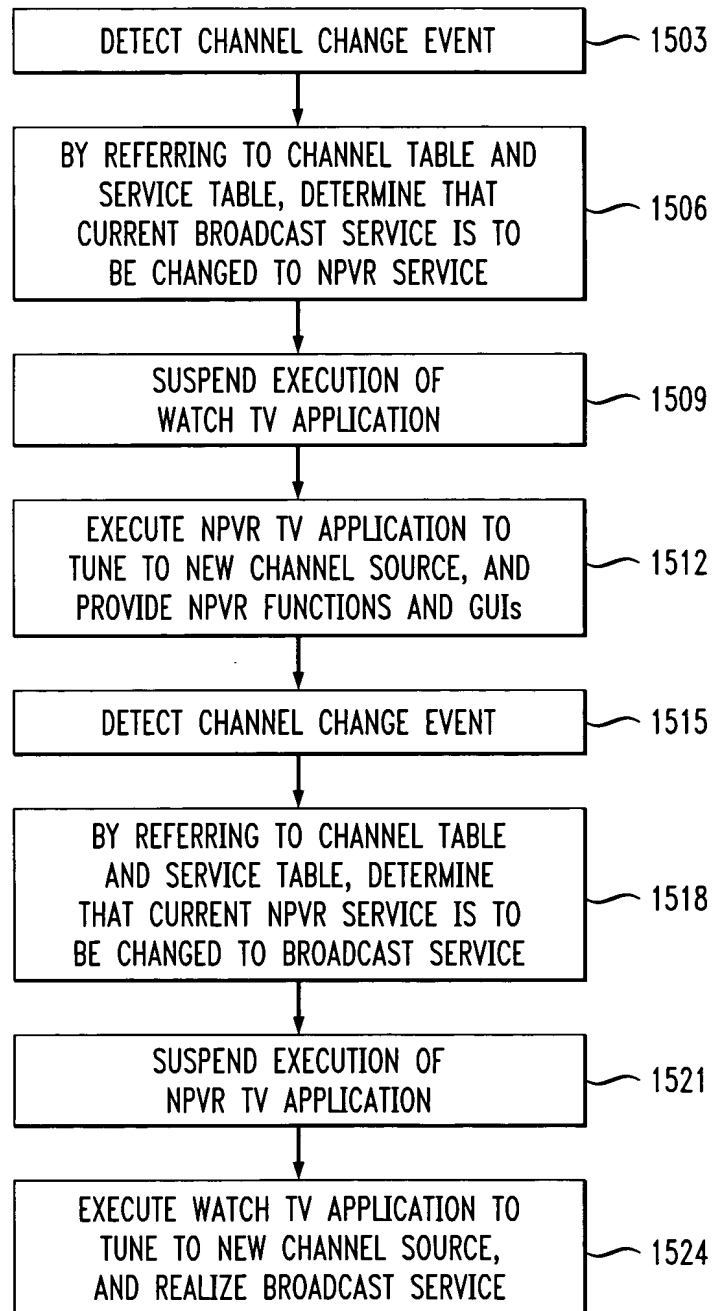 DETECT CHANNEL CHANGE EVENT
1503
BY REFERRING TO CHANNEL TABLE AND
SERVICE TABLE, DETERMINE THAT
CURRENT BROADCAST SERVICE IS TO
BE CHANGED TO NPVR SERVICE
1506
SUSPEND EXECUTION OF
WATCH TV APPLICATION
1509
EXECUTE NPVR TV APPLICATION TO
TUNE TO NEW CHANNEL SOURCE, AND
PROVIDE NPVR FUNCTIONS AND GUIs
1512
DETECT CHANNEL CHANGE EVENT
1515
BY REFERRING TO CHANNEL TABLE
AND SERVICE TABLE, DETERMINE
THAT CURRENT NPVR SERVICE IS TO
BE CHANGED TO BROADCAST SERVICE
1518
SUSPEND EXECUTION OF
NPVR TV APPLICATION
1521
EXECUTE WATCH TV APPLICATION TO
TUNE TO NEW CHANNEL SOURCE,
AND REALIZE BROADCAST SERVICE
1524